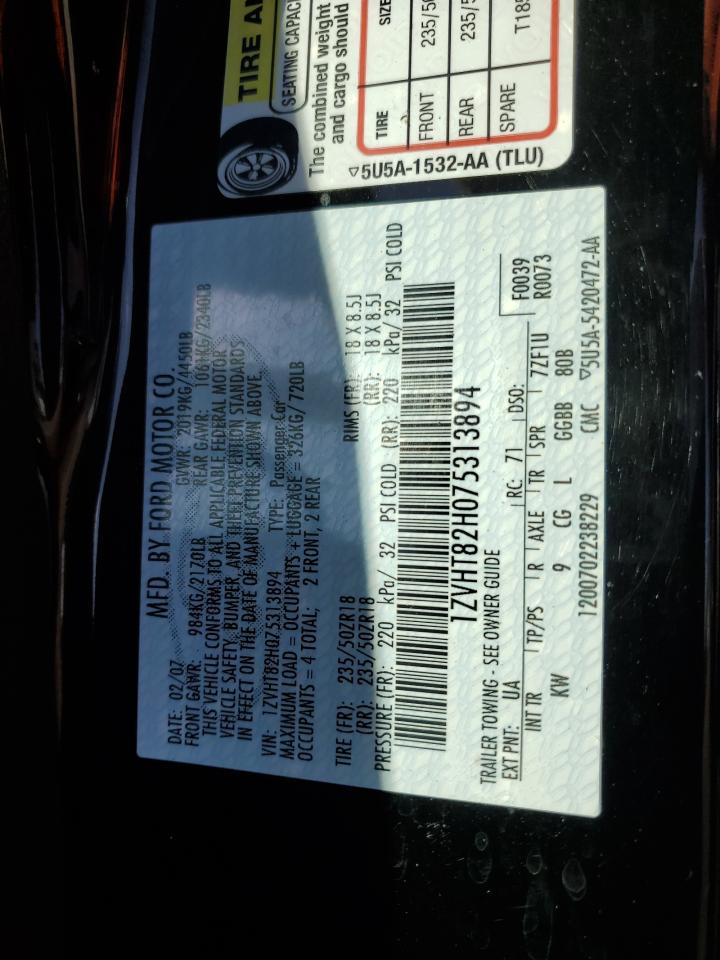 MFD. BY FORD MOTOR CO.
DATE: 02/07 GVWR: 2019KG/4450LB
FRONT GAWR: 984KG/2170LB REAR GAWR: 1061KG/2340LB
THIS VEHICLE CONFORMS TO ALL APPLICABLE FEDERAL MOTOR
VEHICLE SAFETY, BUMPER, AND THEFT PREVENTION STANDARDS
IN EFFECT ON THE DATE OF MANUFACTURE SHOWN ABOVE.
VIN: 1ZVHT82H075313894 TYPE: Passenger Car
MAXIMUM LOAD = OCCUPANTS + LUGGAGE = 326KG/720LB
OCCUPANTS = 4 TOTAL; 2 FRONT, 2 REAR
TIRE (FR): 235/50ZR18 RIMS (FR): 18 X 8.5J
(RR): 235/50ZR18 (RR): 18 X 8.5J
PRESSURE (FR): 220 kPa/ 32 PSI COLD (RR): 220 kPa/ 32 PSI COLD
1ZVHT82H075313894
TRAILER TOWING - SEE OWNER GUIDE F0039
EXT PNT: UA RC: 71 DSO: R0073
INT TR TP/PS R AXLE TR SPR 7ZF1U
KW 9 CG L GGBB 80B
1200702238229 CMC ▽5U5A-5420472-AA
TIRE AN
SEATING CAPAC
The combined weight
and cargo should
TIRE SIZE
FRONT 235/50
REAR 235/5
SPARE T185
▽5U5A-1532-AA (TLU)